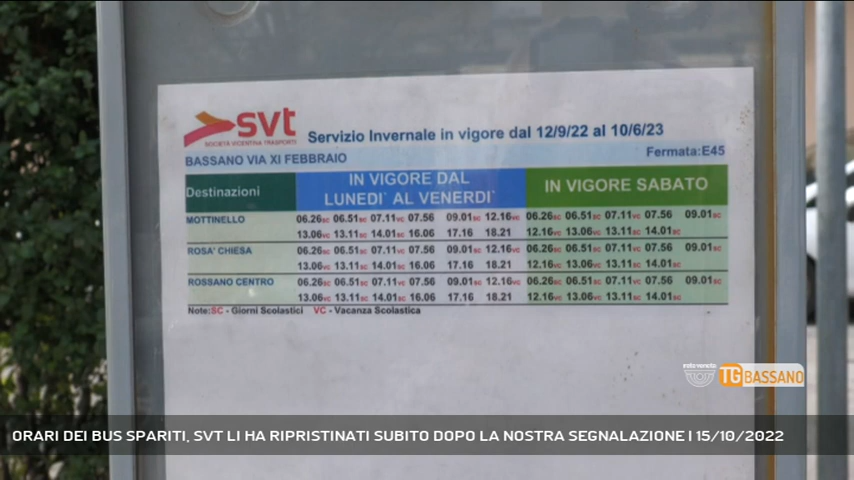 svt
SOCIETÀ VICENTINA TRASPORTI
Servizio Invernale in vigore dal 12/9/22 al 10/6/23
BASSANO VIA XI FEBBRAIO
Fermata:E45
Destinazioni
IN VIGORE DAL LUNEDI` AL VENERDI`
IN VIGORE SABATO
MOTTINELLO
06.26SC 06.51SC 07.11VC 07.56 09.01SC 12.16VC 06.26SC 06.51SC 07.11VC 07.56 09.01SC
13.06VC 13.11SC 14.01SC 16.06 17.16 18.21 12.16VC 13.06VC 13.11SC 14.01SC
ROSA' CHIESA
06.26SC 06.51SC 07.11VC 07.56 09.01SC 12.16VC 06.26SC 06.51SC 07.11VC 07.56 09.01SC
13.06VC 13.11SC 14.01SC 16.06 17.16 18.21 12.16VC 13.06VC 13.11SC 14.01SC
ROSSANO CENTRO
06.26SC 06.51SC 07.11VC 07.56 09.01SC 12.16VC 06.26SC 06.51SC 07.11VC 07.56 09.01SC
13.06VC 13.11SC 14.01SC 16.06 17.16 18.21 12.16VC 13.06VC 13.11SC 14.01SC
Note:SC - Giorni Scolastici VC - Vacanza Scolastica
rete veneta
TG BASSANO
ORARI DEI BUS SPARITI, SVT LI HA RIPRISTINATI SUBITO DOPO LA NOSTRA SEGNALAZIONE | 15/10/2022